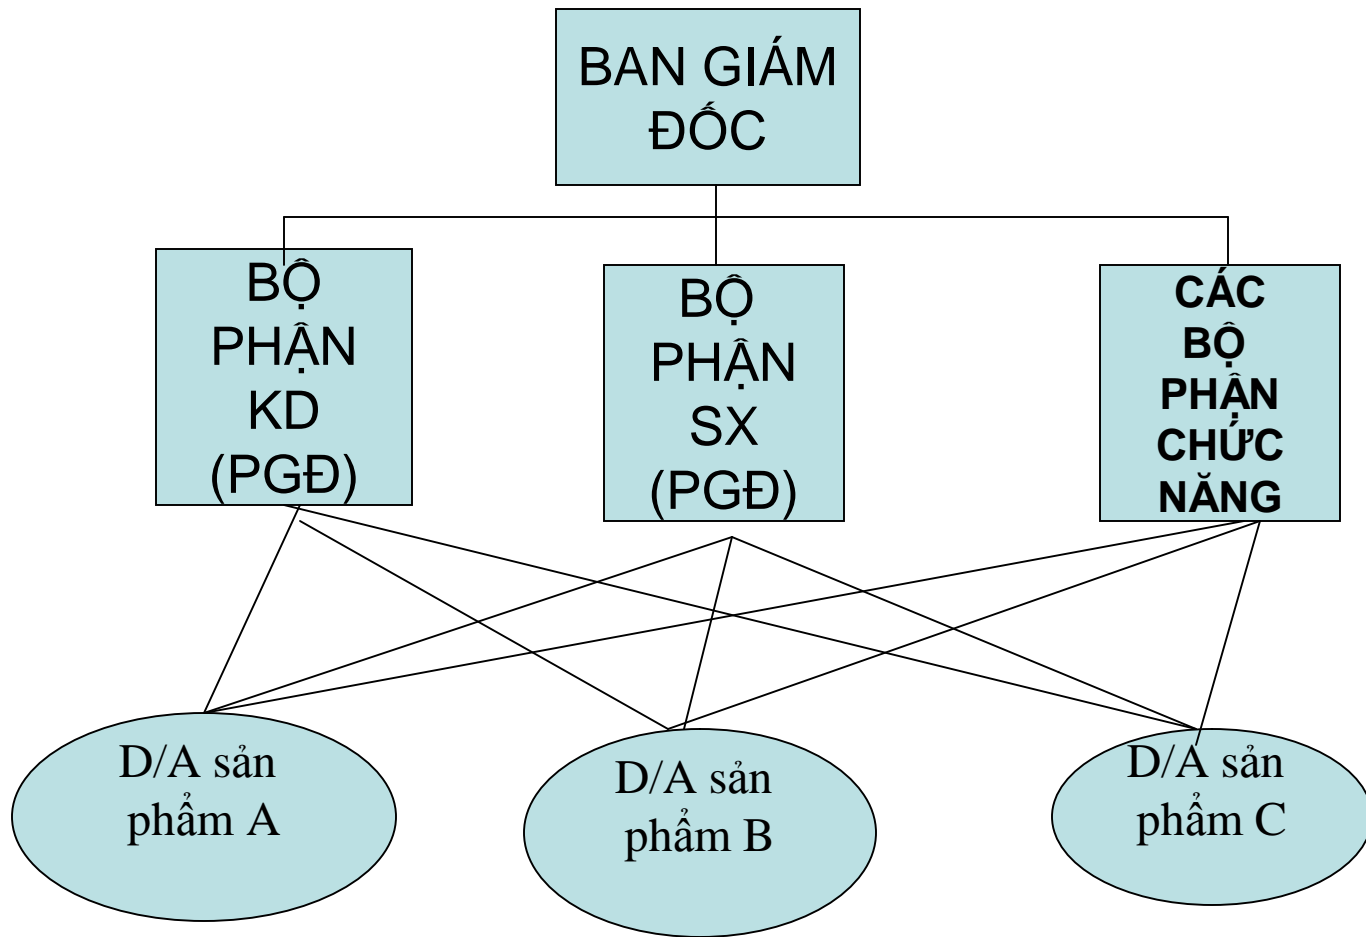 BAN GIÁM
ĐỐC
BỘ
PHẬN
KD
(PGĐ)
BỘ
PHẬN
SX
(PGĐ)
CÁC
BỘ
PHẬN
CHỨC
NĂNG
D/A sản
phẩm A
D/A sản
phẩm B
D/A sản
phẩm C